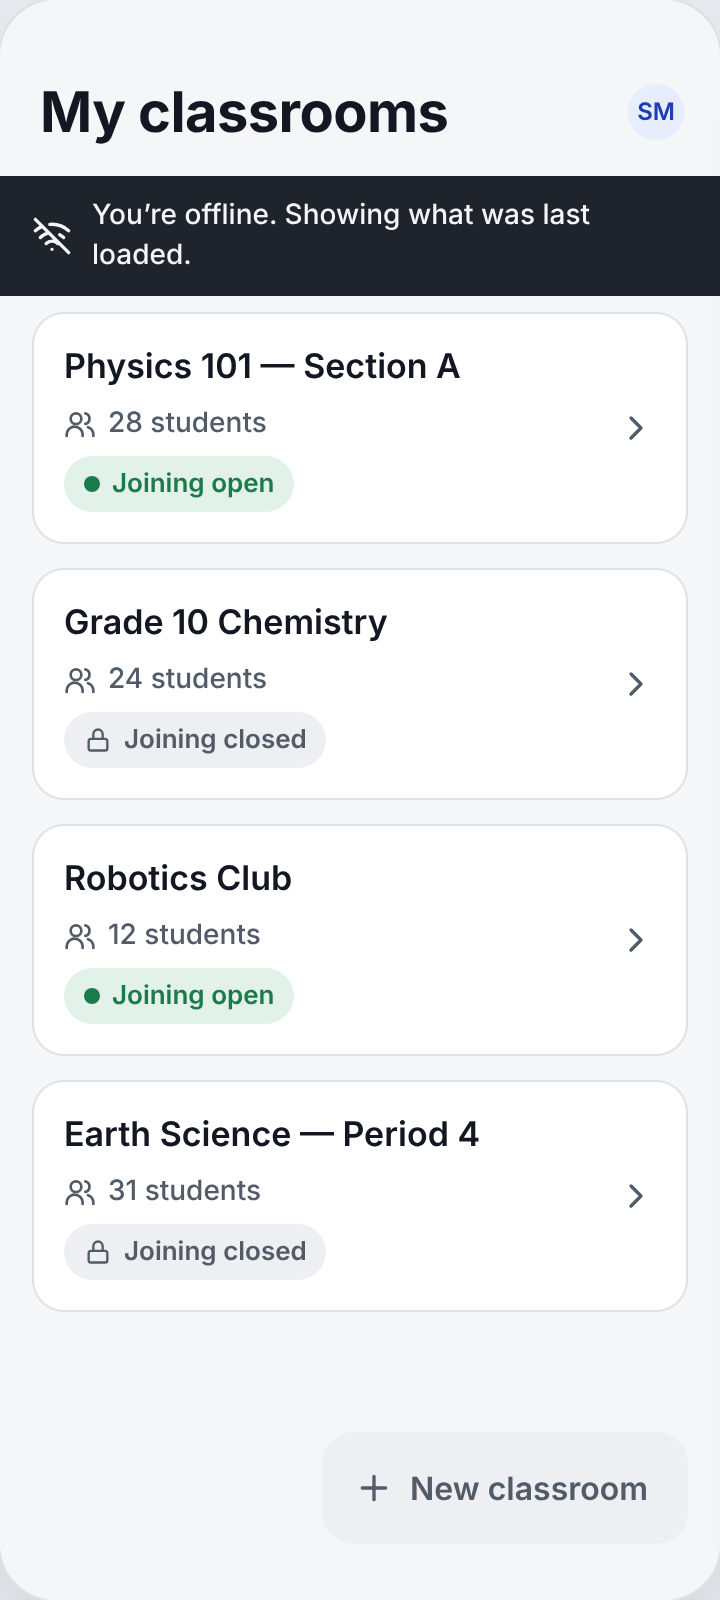 My classrooms
SM
You’re offline. Showing what was last
loaded.
Physics 101 — Section A
28 students
Joining open
Grade 10 Chemistry
24 students
Joining closed
Robotics Club
12 students
Joining open
Earth Science — Period 4
31 students
Joining closed
New classroom